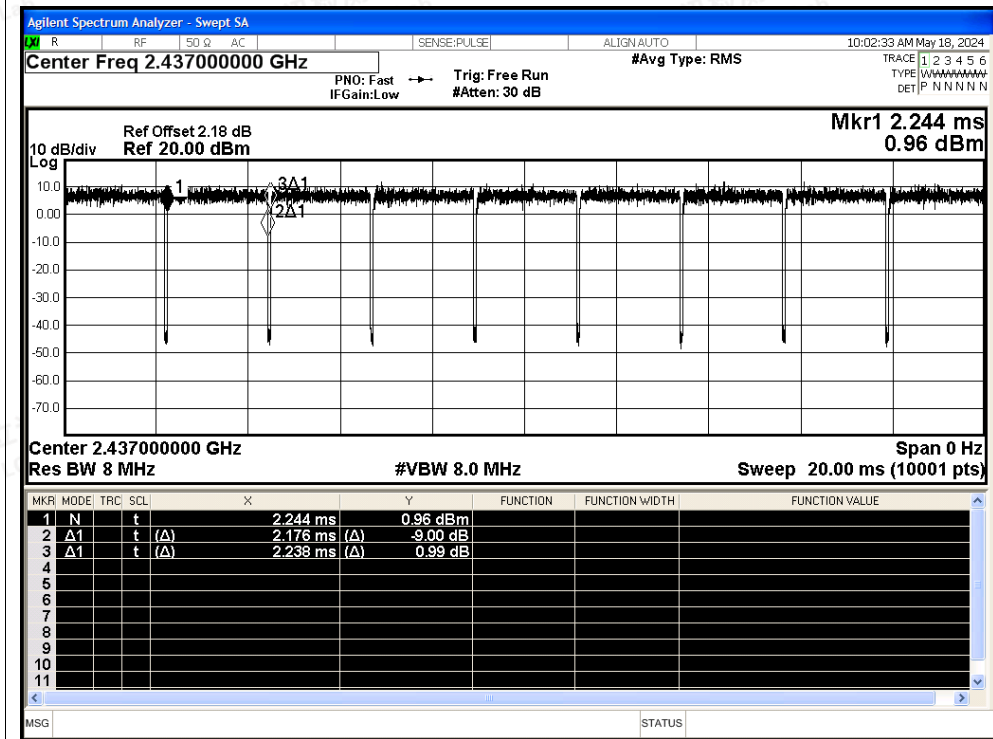 Agilent Spectrum Analyzer - Swept SA
LXI R RF 50 Ω AC SENSE:PULSE ALIGN AUTO 10:02:33 AM May 18, 2024
Center Freq 2.437000000 GHz #Avg Type: RMS TRACE 1 2 3 4 5 6
PNO: Fast Trig: Free Run TYPE WWWWWW
IFGain:Low #Atten: 30 dB DET P N N N N N
Mkr1 2.244 ms
Ref Offset 2.18 dB
10 dB/div Ref 20.00 dBm 0.96 dBm
Log
10.0 1 3Δ1
0.00 2Δ1
-10.0
-20.0
-30.0
-40.0
-50.0
-60.0
-70.0
Center 2.437000000 GHz Span 0 Hz
Res BW 8 MHz #VBW 8.0 MHz Sweep 20.00 ms (10001 pts)
MKR MODE TRC SCL X Y FUNCTION FUNCTION WIDTH FUNCTION VALUE
1 N t 2.244 ms 0.96 dBm
2 Δ1 t (Δ) 2.176 ms (Δ) -9.00 dB
3 Δ1 t (Δ) 2.238 ms (Δ) 0.99 dB
4
5
6
7
8
9
10
11
MSG STATUS